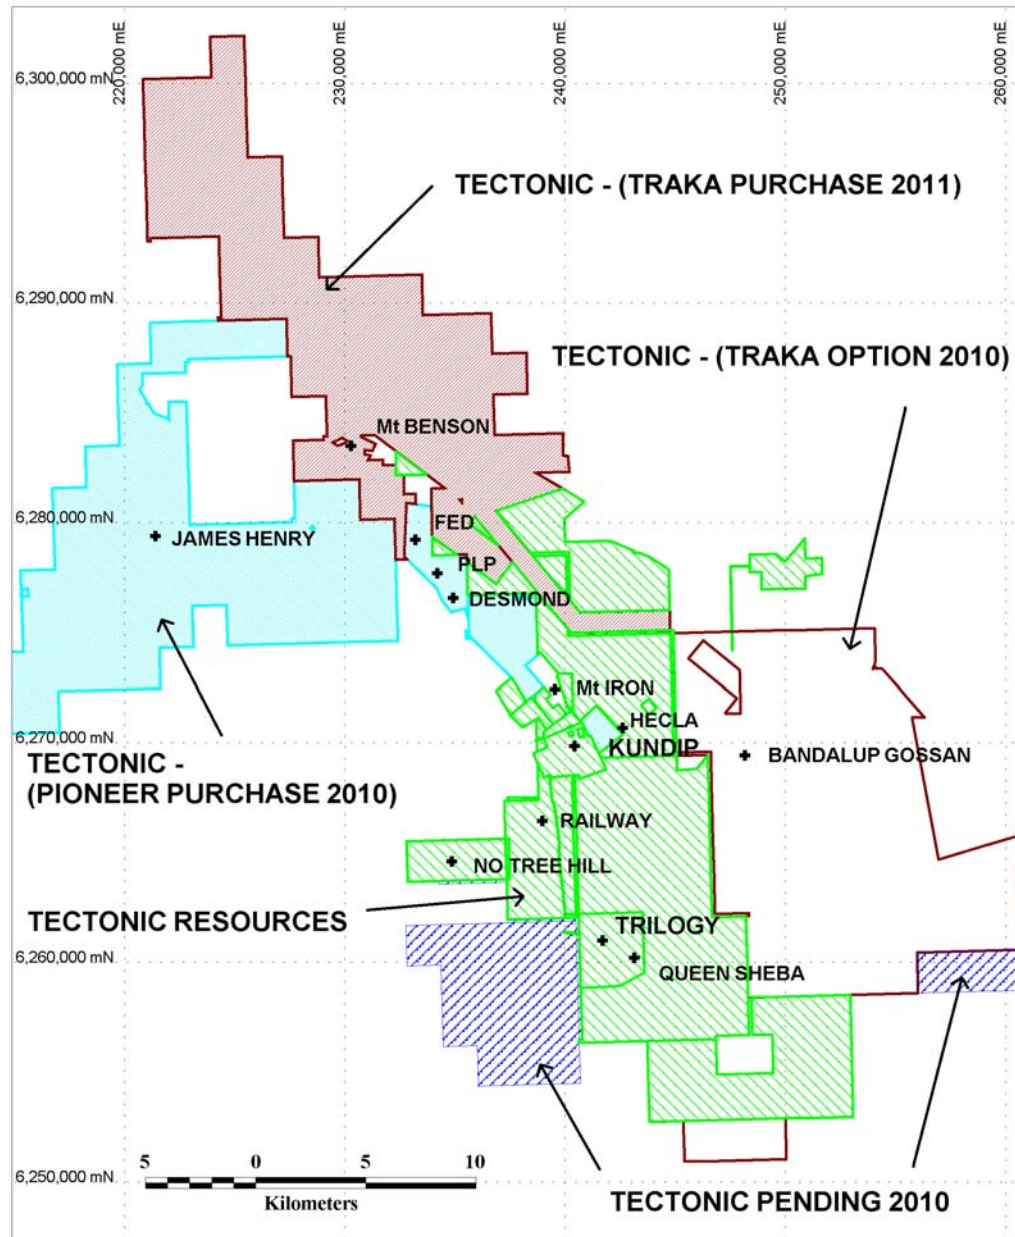 220,000 mE
230,000 mE
240,000 mE
250,000 mE
260,000 mE
6,300,000 mN
TECTONIC - (TRAKA PURCHASE 2011)
6,290,000 mN
TECTONIC - (TRAKA OPTION 2010)
Mt BENSON
6,280,000 mN
FED
JAMES HENRY
PLP
DESMOND
Mt IRON
HECLA
6,270,000 mN
KUNDIP
BANDALUP GOSSAN
TECTONIC -
(PIONEER PURCHASE 2010)
RAILWAY
NO TREE HILL
TECTONIC RESOURCES
TRILOGY
6,260,000 mN
QUEEN SHEBA
6,250,000 mN
5 0 5 10
Kilometers
TECTONIC PENDING 2010